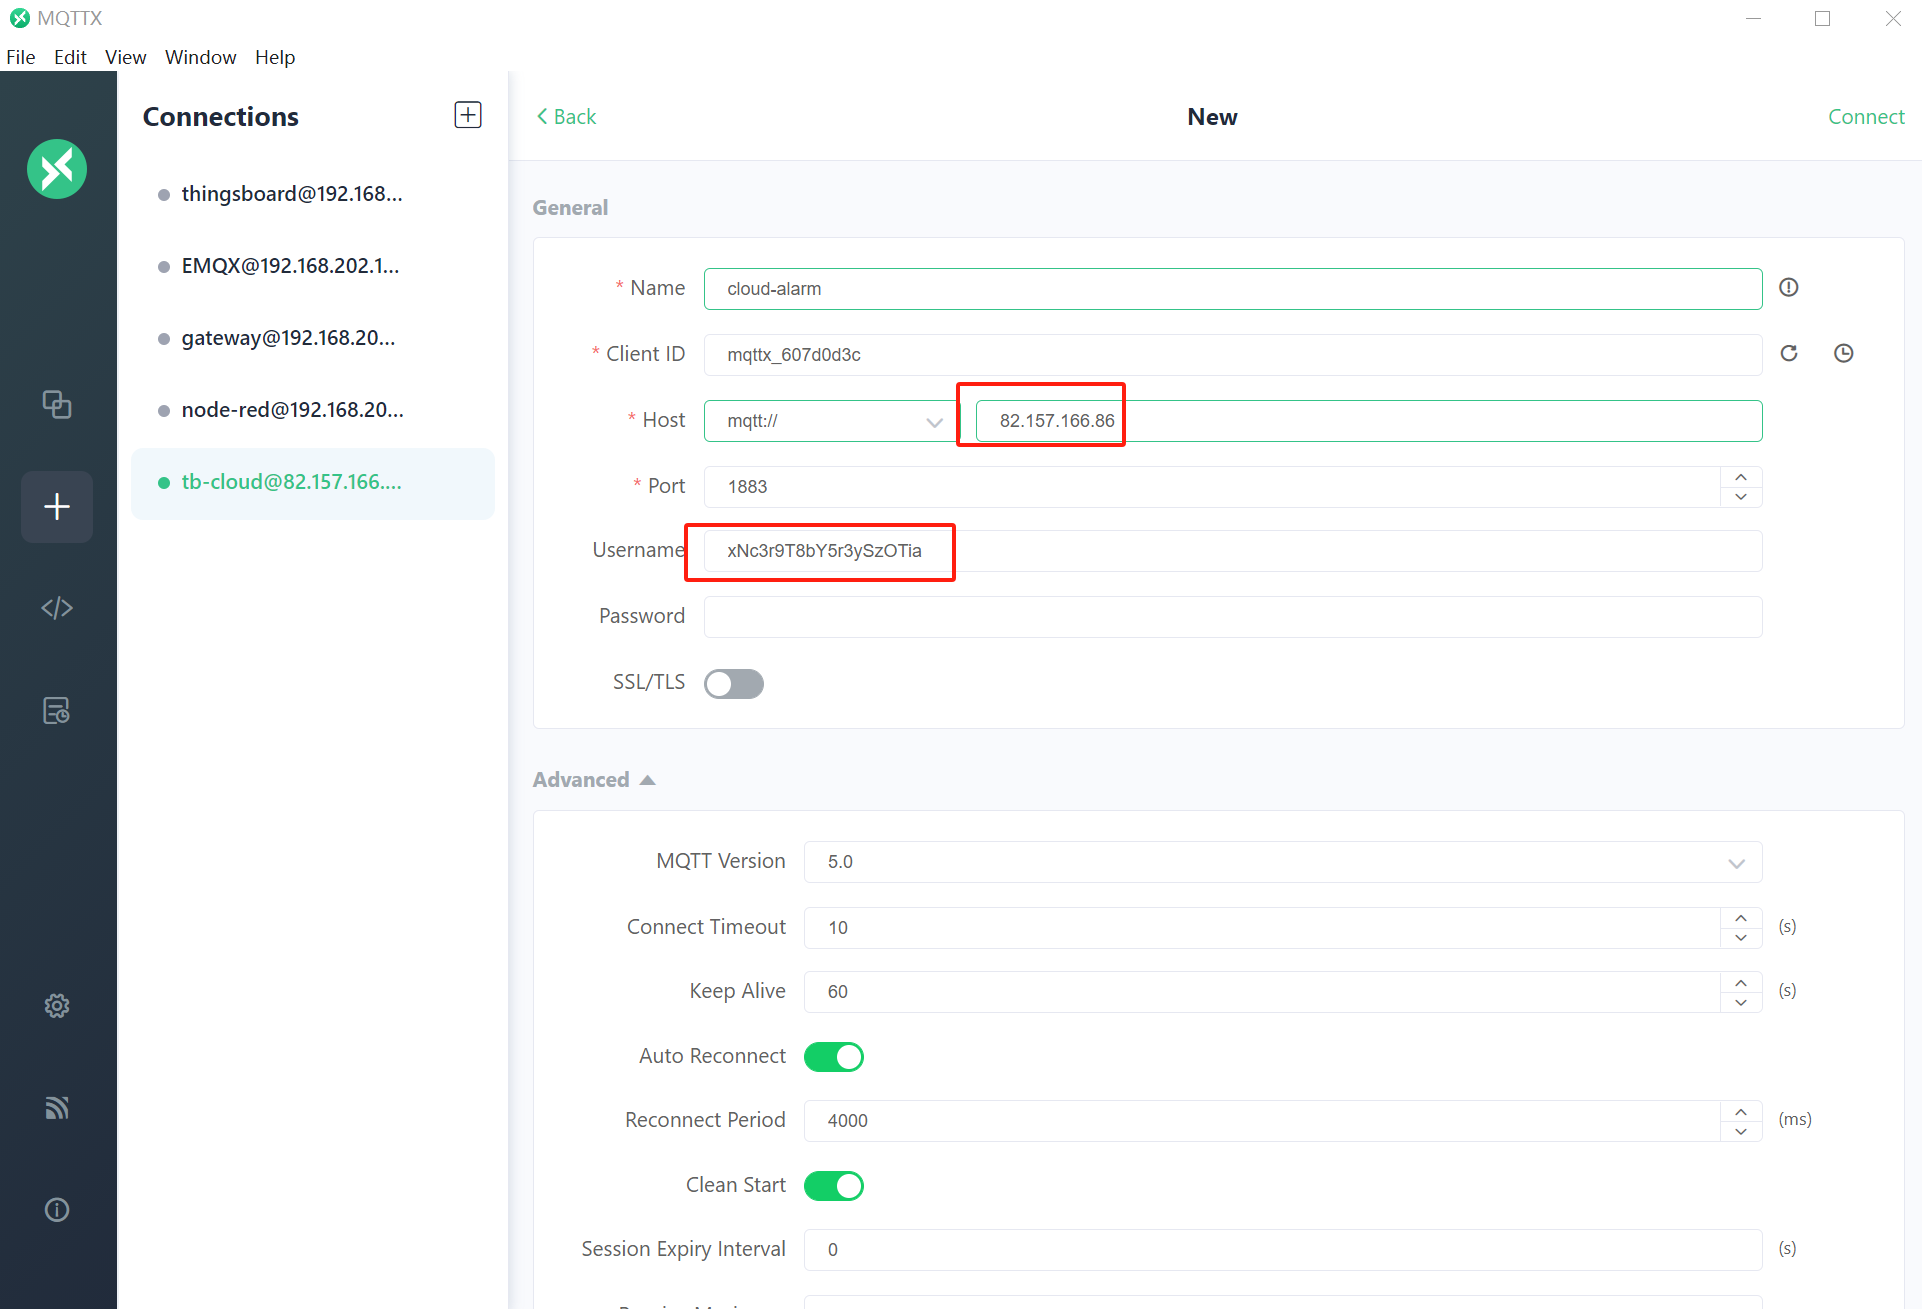 MQTTX
File Edit View Window Help
Connections
thingsboard@192.168...
EMQX@192.168.202.1...
gateway@192.168.20...
node-red@192.168.20...
tb-cloud@82.157.166....
Back
New
Connect
General
* Name cloud-alarm
* Client ID mqttx_607d0d3c
* Host mqtt:// 82.157.166.86
* Port 1883
Username xNc3r9T8bY5r3ySzOTia
Password
SSL/TLS
Advanced
MQTT Version 5.0
Connect Timeout 10 (s)
Keep Alive 60 (s)
Auto Reconnect
Reconnect Period 4000 (ms)
Clean Start
Session Expiry Interval 0 (s)